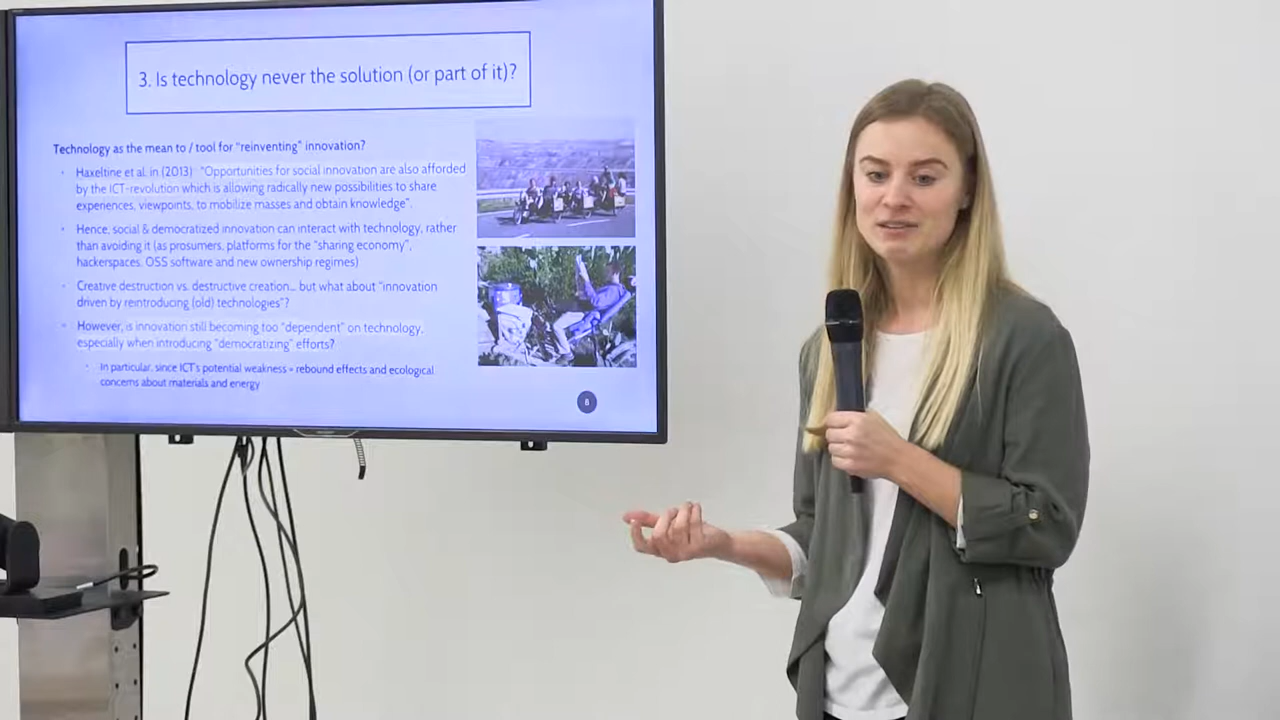 3. Is technology never the solution (or part of it)?
Technology as the mean to / tool for "reinventing" innovation?
Haxeltine et al. in (2013) "Opportunities for social innovation are also afforded
by the ICT-revolution which is allowing radically new possibilities to share
experiences, viewpoints, to mobilize masses and obtain knowledge".
Hence, social & democratized innovation can interact with technology, rather
than avoiding it (as prosumers, platforms for the "sharing economy",
hackerspaces, OSS software and new ownership regimes)
Creative destruction vs. destructive creation... but what about "innovation
driven by reintroducing (old) technologies"?
However, is innovation still becoming too "dependent" on technology,
especially when introducing "democratizing" efforts?
In particular, since ICT's potential weakness = rebound effects and ecological
concerns about materials and energy
8